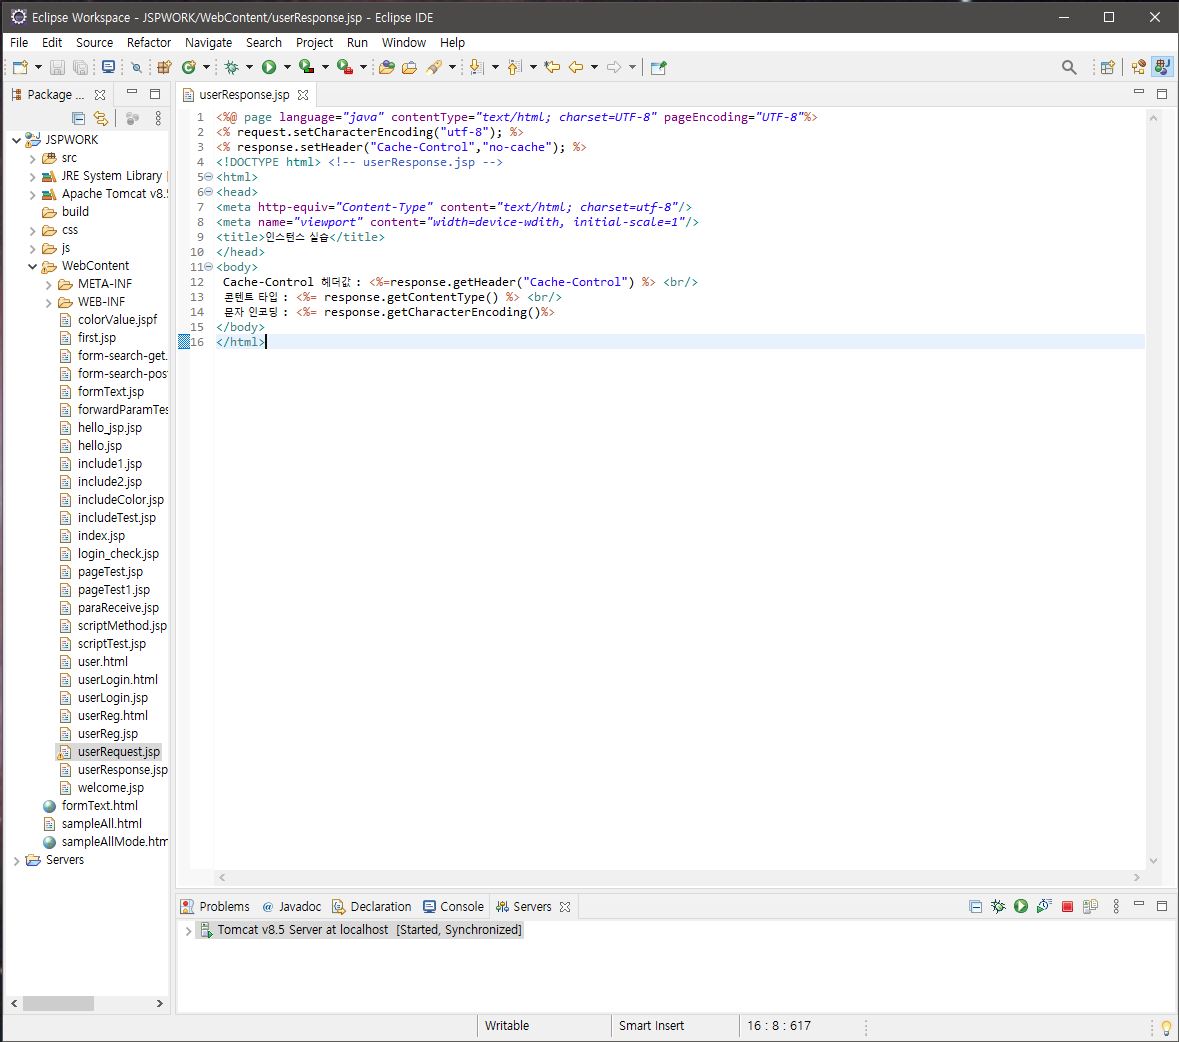 Eclipse Workspace - JSPWORK/WebContent/userResponse.jsp - Eclipse IDE
File Edit Source Refactor Navigate Search Project Run Window Help
Package ...
JSPWORK
src
JRE System Library
Apache Tomcat v8.5
build
css
js
WebContent
META-INF
WEB-INF
colorValue.jspf
first.jsp
form-search-get.
form-search-pos
formText.jsp
forwardParamTes
hello_jsp.jsp
hello.jsp
include1.jsp
include2.jsp
includeColor.jsp
includeTest.jsp
index.jsp
login_check.jsp
pageTest.jsp
pageTest1.jsp
paraReceive.jsp
scriptMethod.jsp
scriptTest.jsp
user.html
userLogin.html
userLogin.jsp
userReg.html
userReg.jsp
userRequest.jsp
userResponse.jsp
welcome.jsp
formText.html
sampleAll.html
sampleAllMode.htm
Servers
userResponse.jsp
1 <%@ page language="java" contentType="text/html; charset=UTF-8" pageEncoding="UTF-8"%>
2 <% request.setCharacterEncoding("utf-8"); %>
3 <% response.setHeader("Cache-Control","no-cache"); %>
4 <!DOCTYPE html> <!-- userResponse.jsp -->
5 <html>
6 <head>
7 <meta http-equiv="Content-Type" content="text/html; charset=utf-8"/>
8 <meta name="viewport" content="width=device-wdith, initial-scale=1"/>
9 <title>인스턴스 실습</title>
10 </head>
11 <body>
12 Cache-Control 헤더값 : <%=response.getHeader("Cache-Control") %> <br/>
13 콘텐트 타입 : <%= response.getContentType() %> <br/>
14 문자 인코딩 : <%= response.getCharacterEncoding()%>
15 </body>
16 </html>
Problems @ Javadoc Declaration Console Servers
Tomcat v8.5 Server at localhost [Started, Synchronized]
Writable Smart Insert 16 : 8 : 617